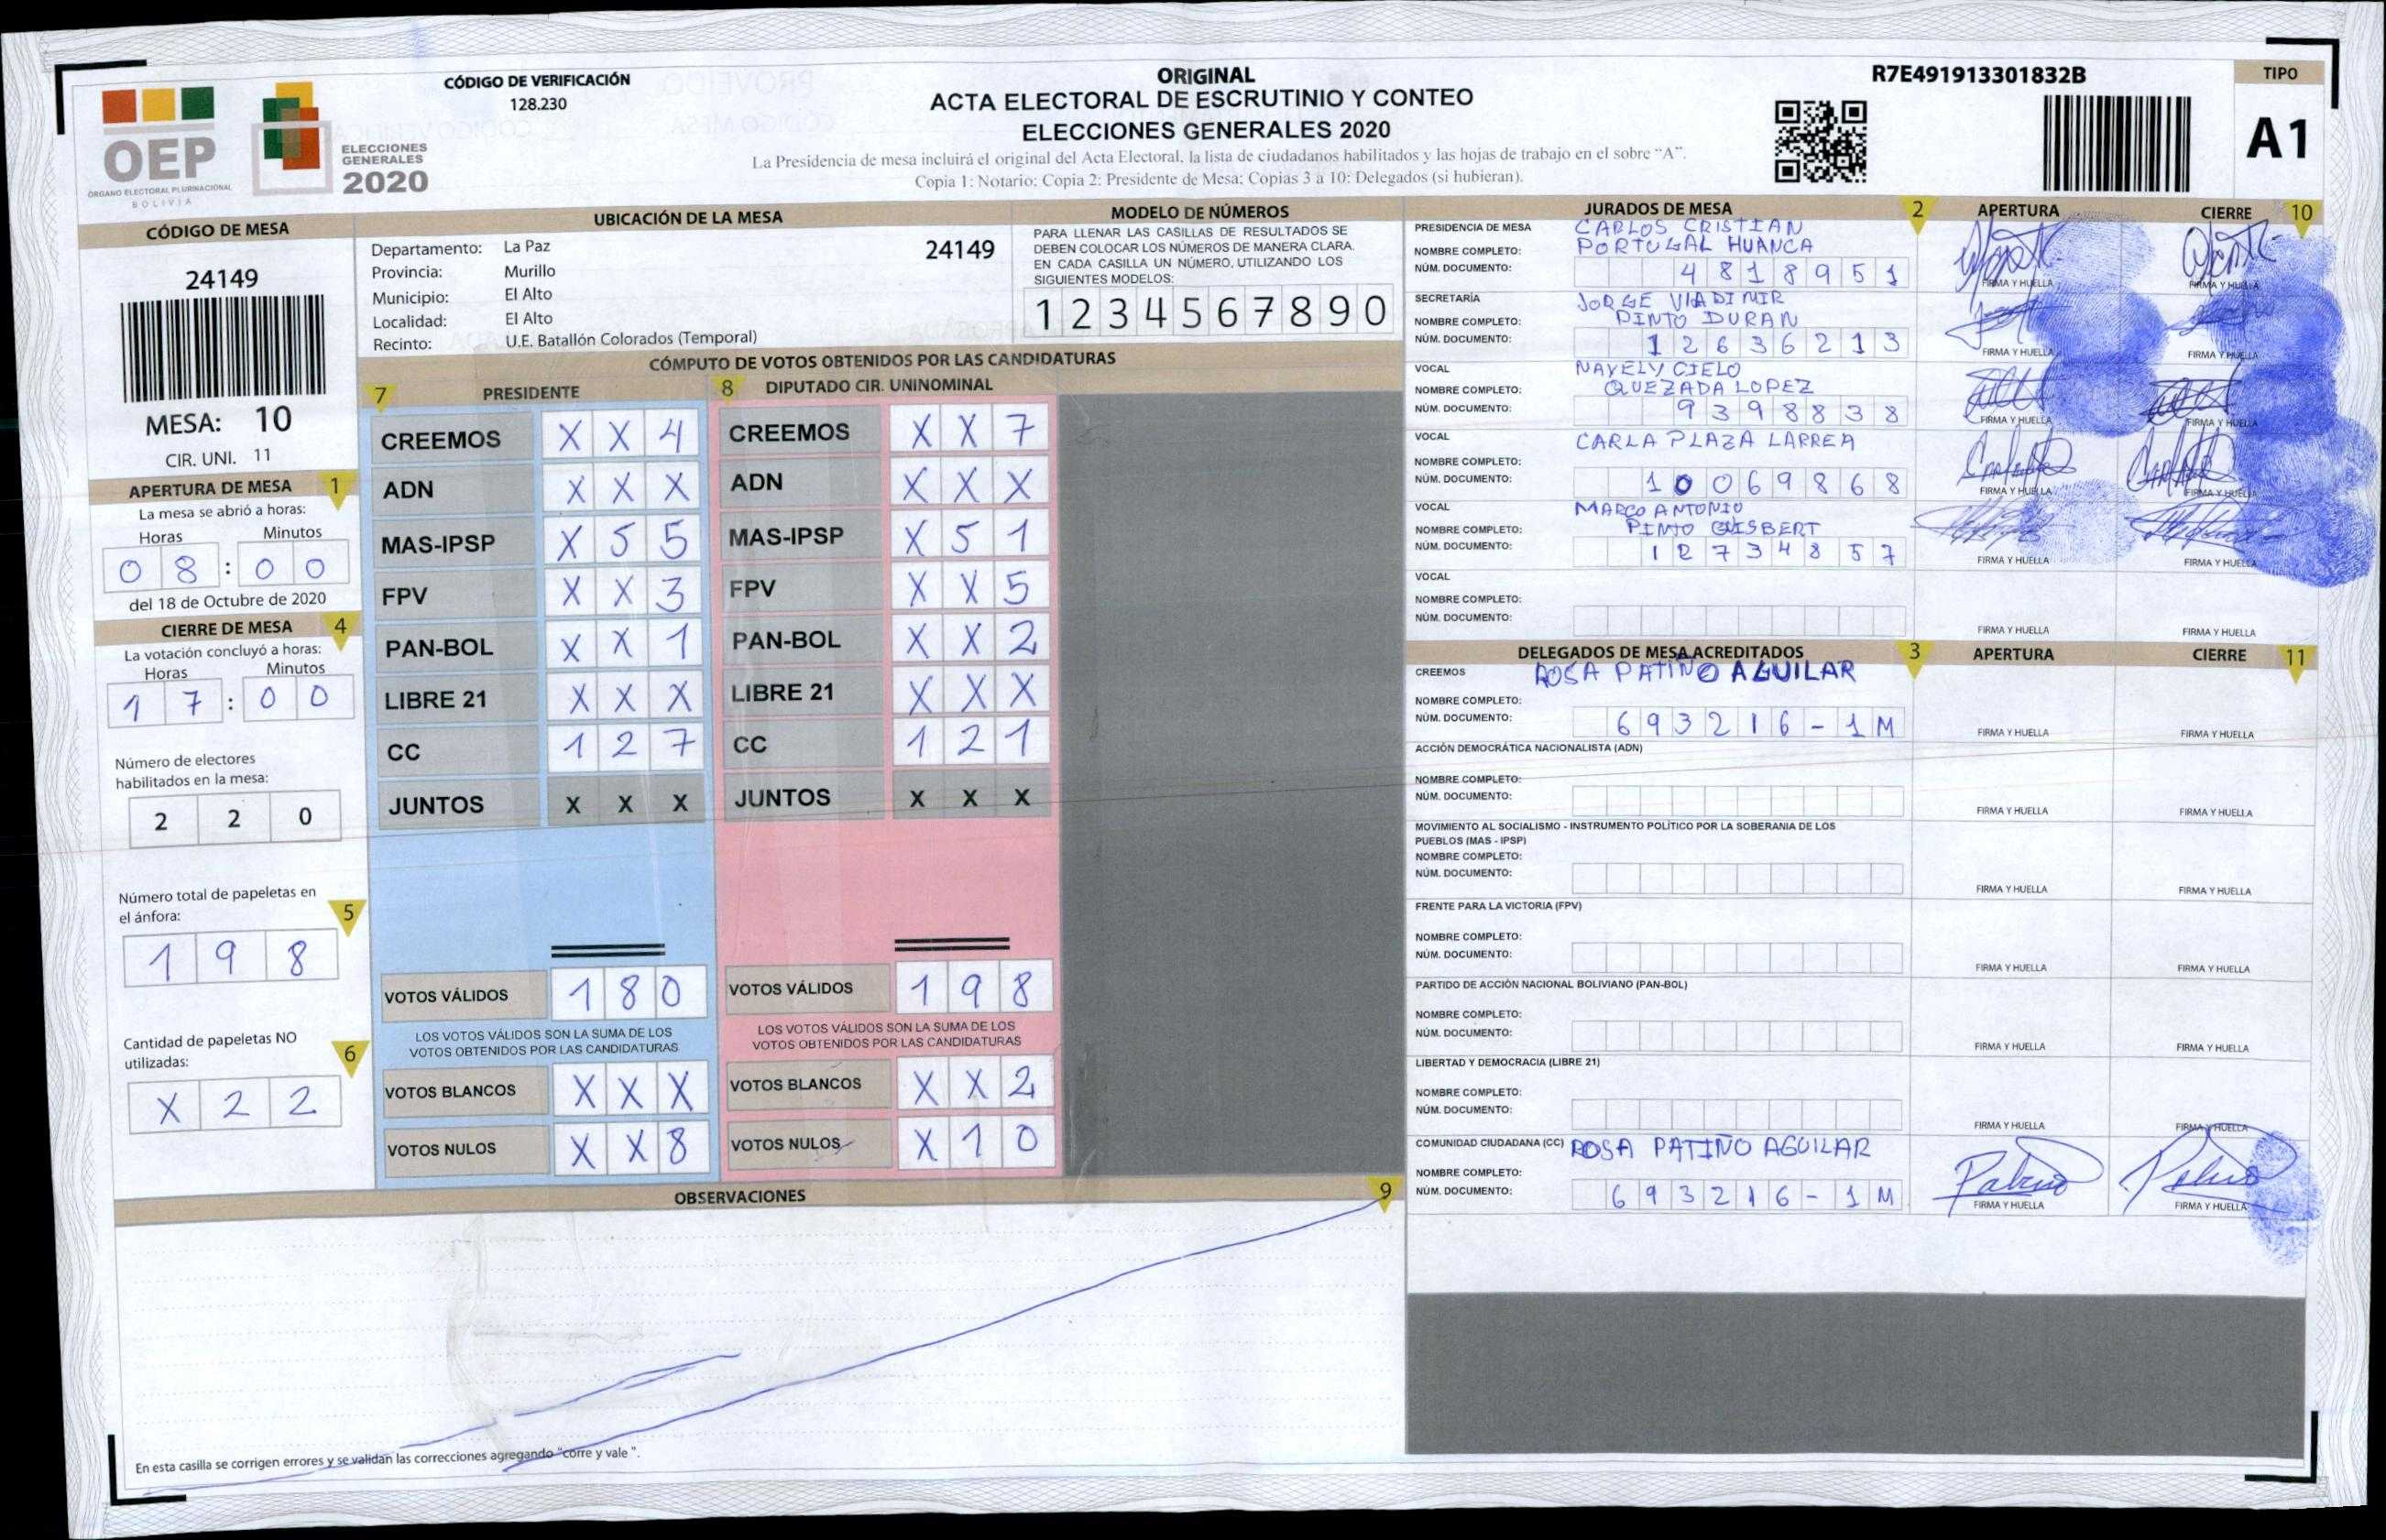 CÓDIGO DE VERIFICACIÓN
128.230
ORIGINAL
ACTA ELECTORAL DE ESCRUTINIO Y CONTEO
ELECCIONES GENERALES 2020
La Presidencia de mesa incluirá el original del Acta Electoral, la lista de ciudadanos habilitados y las hojas de trabajo en el sobre “A”.
Copia 1: Notario; Copia 2: Presidente de Mesa; Copias 3 a 10: Delegados (si hubieran).
R7E491913301832B
TIPO
A1
OEP
ÓRGANO ELECTORAL PLURINACIONAL
BOLIVIA
ELECCIONES
GENERALES
2020
CÓDIGO DE MESA
24149
MESA: 10
CIR. UNI. 11
APERTURA DE MESA 1
La mesa se abrió a horas:
Horas Minutos
0 8 : 0 0
del 18 de Octubre de 2020
CIERRE DE MESA 4
La votación concluyó a horas:
Horas Minutos
1 7 : 0 0
Número de electores
habilitados en la mesa:
2 2 0
Número total de papeletas en
el ánfora: 5
1 9 8
Cantidad de papeletas NO
utilizadas: 6
X 2 2
UBICACIÓN DE LA MESA
Departamento: La Paz 24149
Provincia: Murillo
Municipio: El Alto
Localidad: El Alto
Recinto: U.E. Batallón Colorados (Temporal)
MODELO DE NÚMEROS
PARA LLENAR LAS CASILLAS DE RESULTADOS SE
DEBEN COLOCAR LOS NÚMEROS DE MANERA CLARA.
EN CADA CASILLA UN NÚMERO, UTILIZANDO LOS
SIGUIENTES MODELOS:
1 2 3 4 5 6 7 8 9 0
CÓMPUTO DE VOTOS OBTENIDOS POR LAS CANDIDATURAS
7 PRESIDENTE
CREEMOS X X 4
ADN X X X
MAS-IPSP X 5 5
FPV X X 3
PAN-BOL X X 1
LIBRE 21 X X X
CC 1 2 7
JUNTOS X X X
VOTOS VÁLIDOS 1 8 0
LOS VOTOS VÁLIDOS SON LA SUMA DE LOS
VOTOS OBTENIDOS POR LAS CANDIDATURAS
VOTOS BLANCOS X X X
VOTOS NULOS X X 8
8 DIPUTADO CIR. UNINOMINAL
CREEMOS X X 7
ADN X X X
MAS-IPSP X 5 1
FPV X X 5
PAN-BOL X X 2
LIBRE 21 X X X
CC 1 2 1
JUNTOS X X X
VOTOS VÁLIDOS 1 9 8
LOS VOTOS VÁLIDOS SON LA SUMA DE LOS
VOTOS OBTENIDOS POR LAS CANDIDATURAS
VOTOS BLANCOS X X 2
VOTOS NULOS X 1 0
OBSERVACIONES 9
En esta casilla se corrigen errores y se validan las correcciones agregando "corre y vale ".
JURADOS DE MESA 2 APERTURA CIERRE 10
PRESIDENCIA DE MESA CARLOS CRISTIAN
NOMBRE COMPLETO: PORTUGAL HUANCA
NÚM. DOCUMENTO: 4 8 1 8 9 5 1
FIRMA Y HUELLA FIRMA Y HUELLA
SECRETARÍA JORGE VLADIMIR
NOMBRE COMPLETO: PINTO DURAN
NÚM. DOCUMENTO: 1 2 6 3 6 2 1 3
FIRMA Y HUELLA FIRMA Y HUELLA
VOCAL NAYELY CIELO
NOMBRE COMPLETO: QUEZADA LOPEZ
NÚM. DOCUMENTO: 9 3 9 8 8 3 8
FIRMA Y HUELLA FIRMA Y HUELLA
VOCAL CARLA PLAZA LARREA
NOMBRE COMPLETO:
NÚM. DOCUMENTO: 1 0 0 6 9 8 6 8
FIRMA Y HUELLA FIRMA Y HUELLA
VOCAL MARCO ANTONIO
NOMBRE COMPLETO: PINTO GUISBERT
NÚM. DOCUMENTO: 1 2 7 3 4 8 5 7
FIRMA Y HUELLA FIRMA Y HUELLA
VOCAL
NOMBRE COMPLETO:
NÚM. DOCUMENTO:
FIRMA Y HUELLA FIRMA Y HUELLA
DELEGADOS DE MESA ACREDITADOS 3 APERTURA CIERRE 11
CREEMOS ROSA PATIÑO AGUILAR
NOMBRE COMPLETO:
NÚM. DOCUMENTO: 6 9 3 2 1 6 - 1 M
FIRMA Y HUELLA FIRMA Y HUELLA
ACCIÓN DEMOCRÁTICA NACIONALISTA (ADN)
NOMBRE COMPLETO:
NÚM. DOCUMENTO:
FIRMA Y HUELLA FIRMA Y HUELLA
MOVIMIENTO AL SOCIALISMO - INSTRUMENTO POLÍTICO POR LA SOBERANIA DE LOS
PUEBLOS (MAS - IPSP)
NOMBRE COMPLETO:
NÚM. DOCUMENTO:
FIRMA Y HUELLA FIRMA Y HUELLA
FRENTE PARA LA VICTORIA (FPV)
NOMBRE COMPLETO:
NÚM. DOCUMENTO:
FIRMA Y HUELLA FIRMA Y HUELLA
PARTIDO DE ACCIÓN NACIONAL BOLIVIANO (PAN-BOL)
NOMBRE COMPLETO:
NÚM. DOCUMENTO:
FIRMA Y HUELLA FIRMA Y HUELLA
LIBERTAD Y DEMOCRACIA (LIBRE 21)
NOMBRE COMPLETO:
NÚM. DOCUMENTO:
FIRMA Y HUELLA FIRMA Y HUELLA
COMUNIDAD CIUDADANA (CC) ROSA PATIÑO AGUILAR
NOMBRE COMPLETO:
NÚM. DOCUMENTO: 6 9 3 2 1 6 - 1 M
FIRMA Y HUELLA FIRMA Y HUELLA